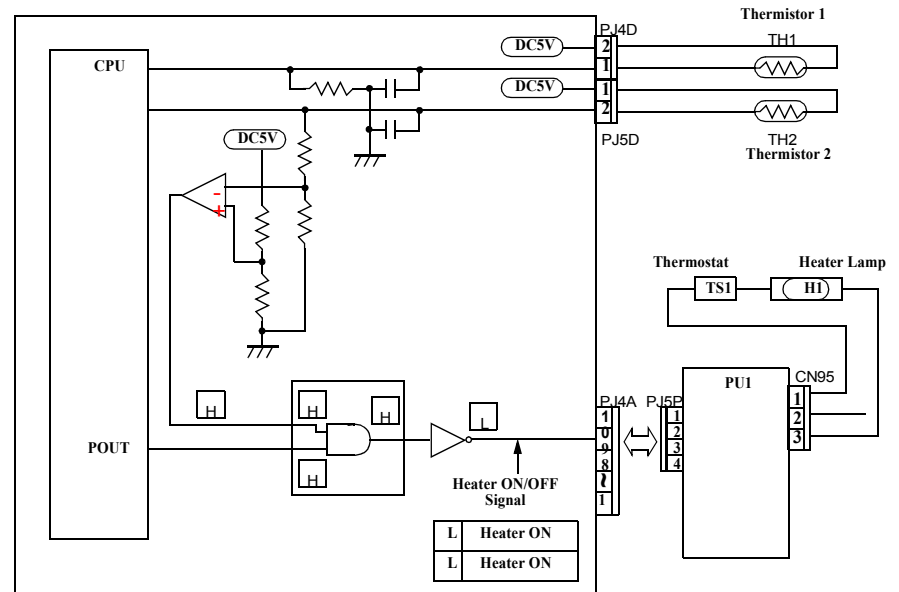 Thermistor 1
PJ4D
TH1
DC5V
2
1
CPU
DC5V
1
2
PJ5D
TH2
Thermistor 2
DC5V
-
+
Thermostat
Heater Lamp
TS1
H1
CN95
PU1
1
2
3
PJ4A
PJ5P
1
0
9
8
~
1
1
2
3
4
H
H
H
L
POUT
H
Heater ON/OFF
Signal
L Heater ON
L Heater ON